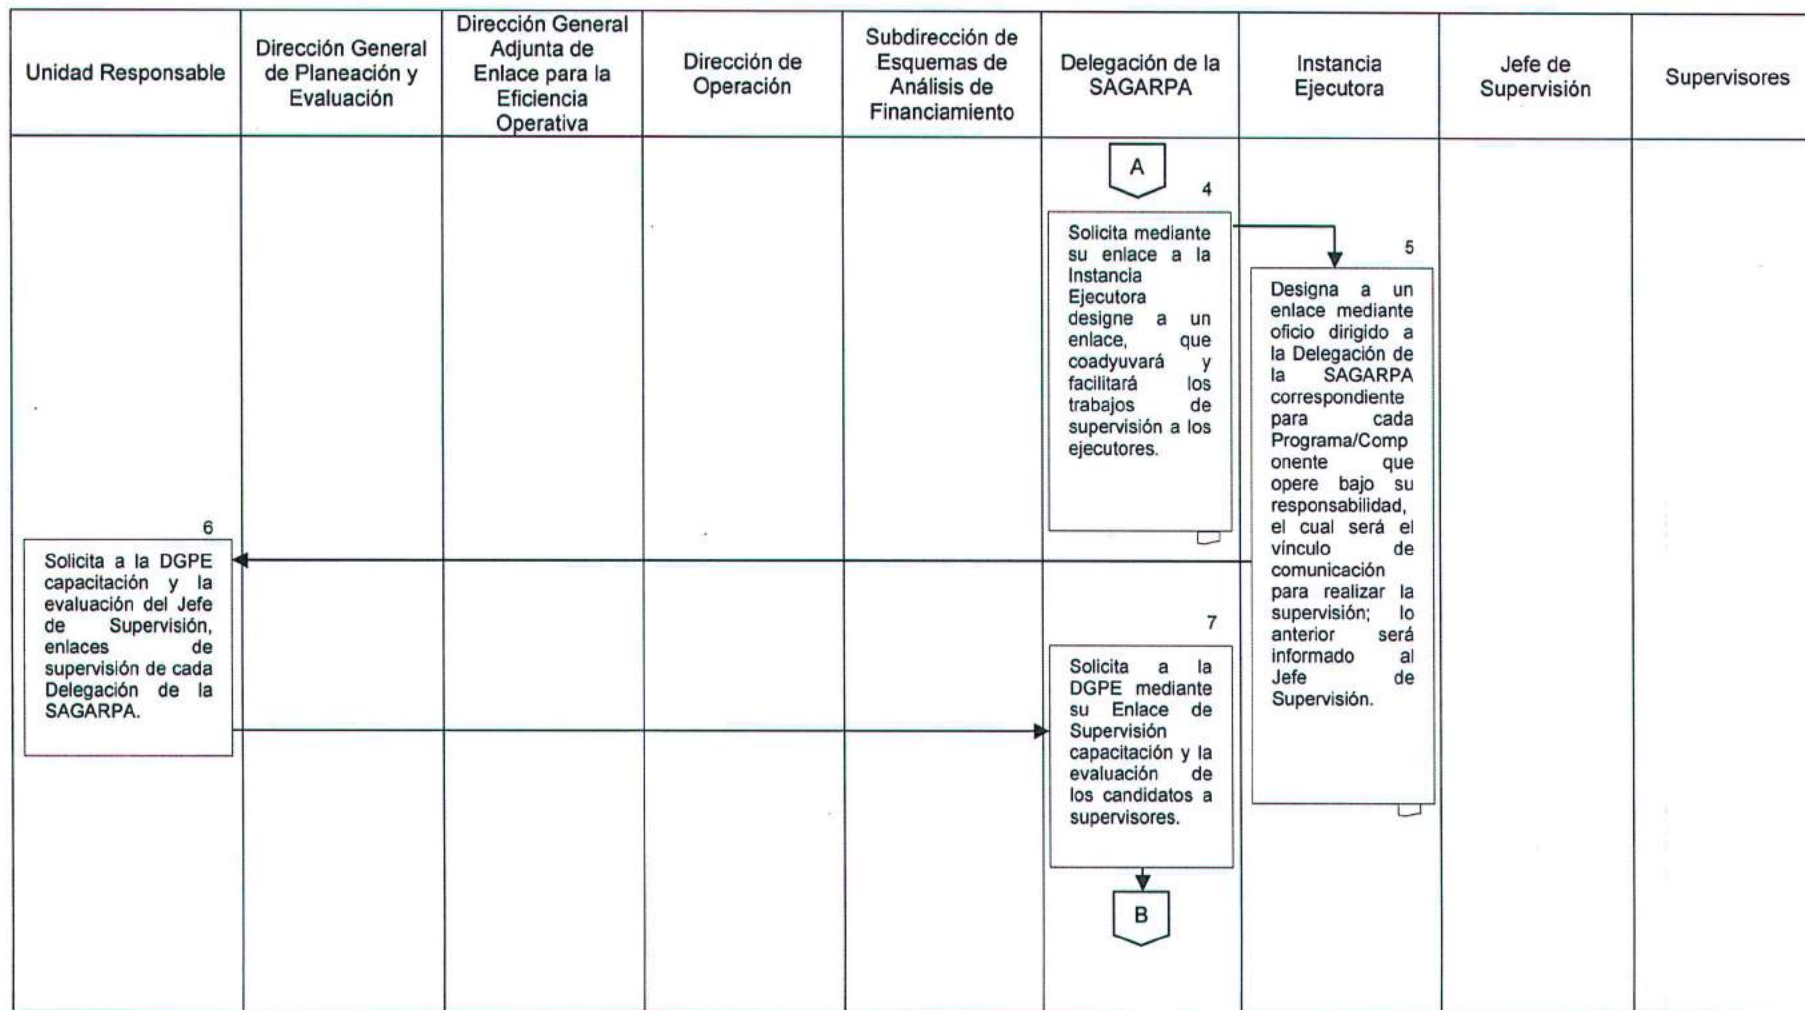 Unidad Responsable
Dirección General
de Planeación y
Evaluación
Dirección General
Adjunta de
Enlace para la
Eficiencia
Operativa
Dirección de
Operación
Subdirección de
Esquemas de
Análisis de
Financiamiento
Delegación de la
SAGARPA
Instancia
Ejecutora
Jefe de
Supervisión
Supervisores
A
4
Solicita mediante
su enlace a la
Instancia
Ejecutora
designe a un
enlace, que
coadyuvará y
facilitará los
trabajos de
supervisión a los
ejecutores.
5
Designa a un
enlace mediante
oficio dirigido a
la Delegación de
la SAGARPA
correspondiente
para cada
Programa/Comp
onente que
opere bajo su
responsabilidad,
el cual será el
vínculo de
comunicación
para realizar la
supervisión; lo
anterior será
informado al
Jefe de
Supervisión.
6
Solicita a la DGPE
capacitación y la
evaluación del Jefe
de Supervisión,
enlaces de
supervisión de cada
Delegación de la
SAGARPA.
7
Solicita a la
DGPE mediante
su Enlace de
Supervisión
capacitación y la
evaluación de
los candidatos a
supervisores.
B